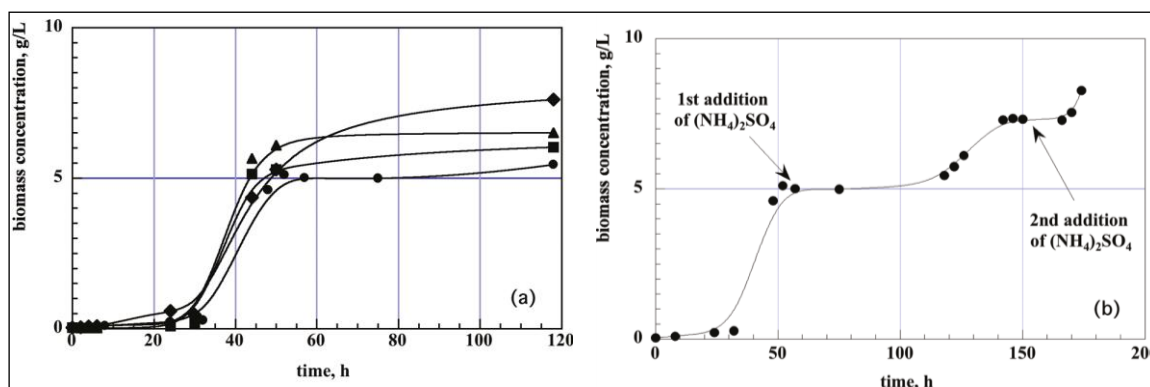 biomass concentration, g/L
10
5
0
0
20
40
60
80
100
120
time, h
(a)
biomass concentration, g/L
10
5
0
0
50
100
150
200
time, h
1st addition
of (NH4)2SO4
2nd addition
of (NH4)2SO4
(b)